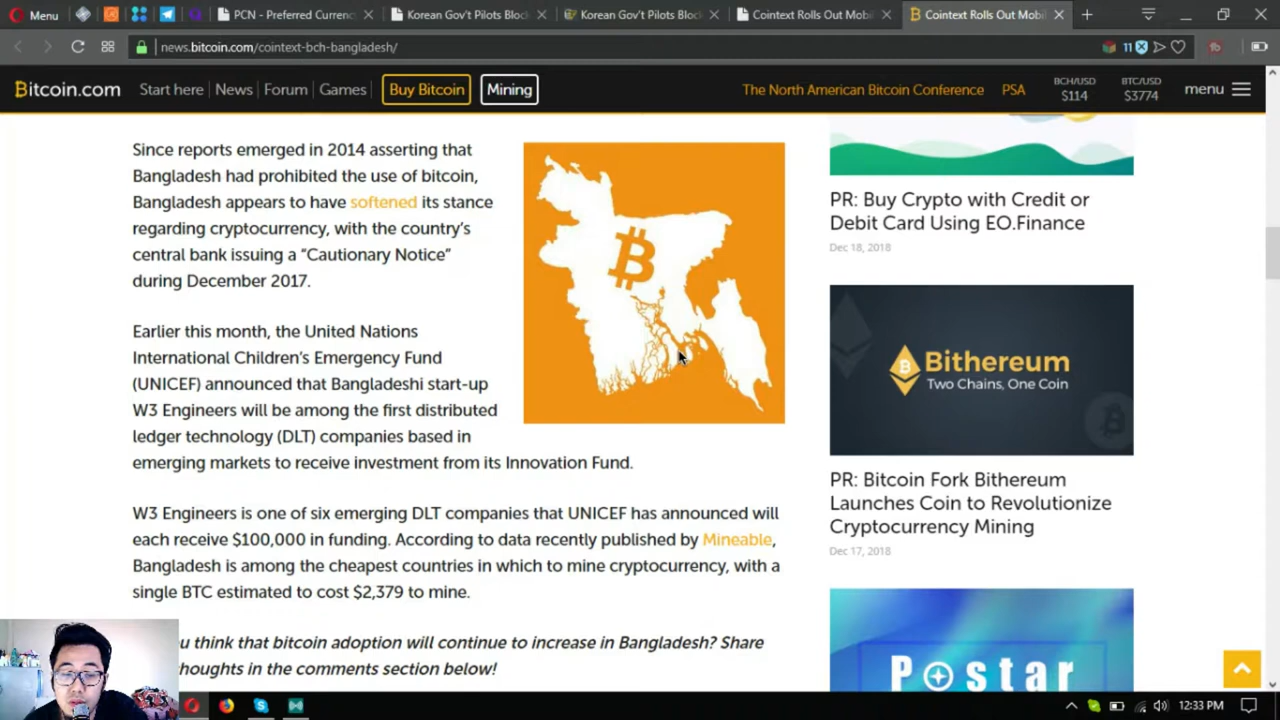 Menu
PCN - Preferred Currenc
Korean Gov't Pilots Bloc
Korean Gov't Pilots Block
Cointext Rolls Out Mobi
Cointext Rolls Out Mobil
news.bitcoin.com/cointext-bch-bangladesh/
11
Bitcoin.com
Start here
News
Forum
Games
Buy Bitcoin
Mining
The North American Bitcoin Conference
PSA
BCH/USD
$114
BTC/USD
$3774
menu
Since reports emerged in 2014 asserting that
Bangladesh had prohibited the use of bitcoin,
Bangladesh appears to have softened its stance
regarding cryptocurrency, with the country's
central bank issuing a “Cautionary Notice”
during December 2017.
Earlier this month, the United Nations
International Children's Emergency Fund
(UNICEF) announced that Bangladeshi start-up
W3 Engineers will be among the first distributed
ledger technology (DLT) companies based in
emerging markets to receive investment from its Innovation Fund.
W3 Engineers is one of six emerging DLT companies that UNICEF has announced will
each receive $100,000 in funding. According to data recently published by Mineable,
Bangladesh is among the cheapest countries in which to mine cryptocurrency, with a
single BTC estimated to cost $2,379 to mine.
u think that bitcoin adoption will continue to increase in Bangladesh? Share
houghts in the comments section below!
PR: Buy Crypto with Credit or
Debit Card Using EO.Finance
Dec 18, 2018
Bithereum
Two Chains, One Coin
PR: Bitcoin Fork Bithereum
Launches Coin to Revolutionize
Cryptocurrency Mining
Dec 17, 2018
Postar
12:33 PM